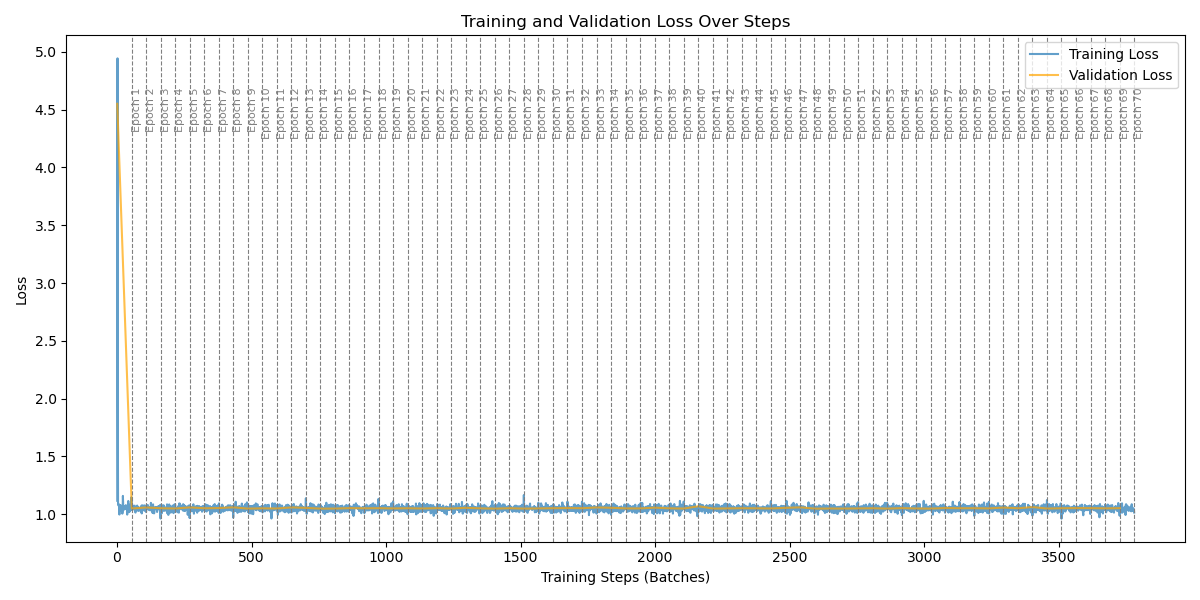 Training and Validation Loss Over Steps
Training Loss
Validation Loss
5.0
4.5
4.0
3.5
3.0
2.5
2.0
1.5
1.0
Loss
Epoch 1
Epoch 2
Epoch 3
Epoch 4
Epoch 5
Epoch 6
Epoch 7
Epoch 8
Epoch 9
Epoch 10
Epoch 11
Epoch 12
Epoch 13
Epoch 14
Epoch 15
Epoch 16
Epoch 17
Epoch 18
Epoch 19
Epoch 20
Epoch 21
Epoch 22
Epoch 23
Epoch 24
Epoch 25
Epoch 26
Epoch 27
Epoch 28
Epoch 29
Epoch 30
Epoch 31
Epoch 32
Epoch 33
Epoch 34
Epoch 35
Epoch 36
Epoch 37
Epoch 38
Epoch 39
Epoch 40
Epoch 41
Epoch 42
Epoch 43
Epoch 44
Epoch 45
Epoch 46
Epoch 47
Epoch 48
Epoch 49
Epoch 50
Epoch 51
Epoch 52
Epoch 53
Epoch 54
Epoch 55
Epoch 56
Epoch 57
Epoch 58
Epoch 59
Epoch 60
Epoch 61
Epoch 62
Epoch 63
Epoch 64
Epoch 65
Epoch 66
Epoch 67
Epoch 68
Epoch 69
Epoch 70
0
500
1000
1500
2000
2500
3000
3500
Training Steps (Batches)